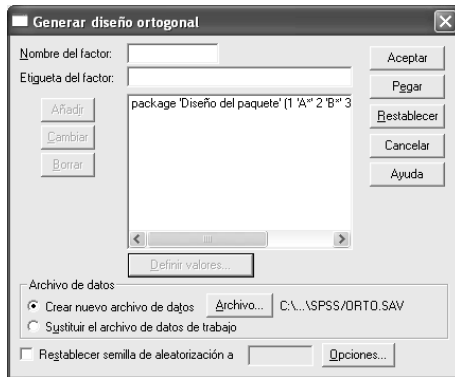 Generar diseño ortogonal
Nombre del factor:
Etiqueta del factor:
Añadir
Cambiar
Borrar
package 'Diseño del paquete' (1 'A*' 2 'B*' 3
Definir valores...
Aceptar
Pegar
Restablecer
Cancelar
Ayuda
Archivo de datos
Crear nuevo archivo de datos
Archivo...
C:\...\SPSS/ORTO.SAV
Sustituir el archivo de datos de trabajo
Restablecer semilla de aleatorización a
Opciones...